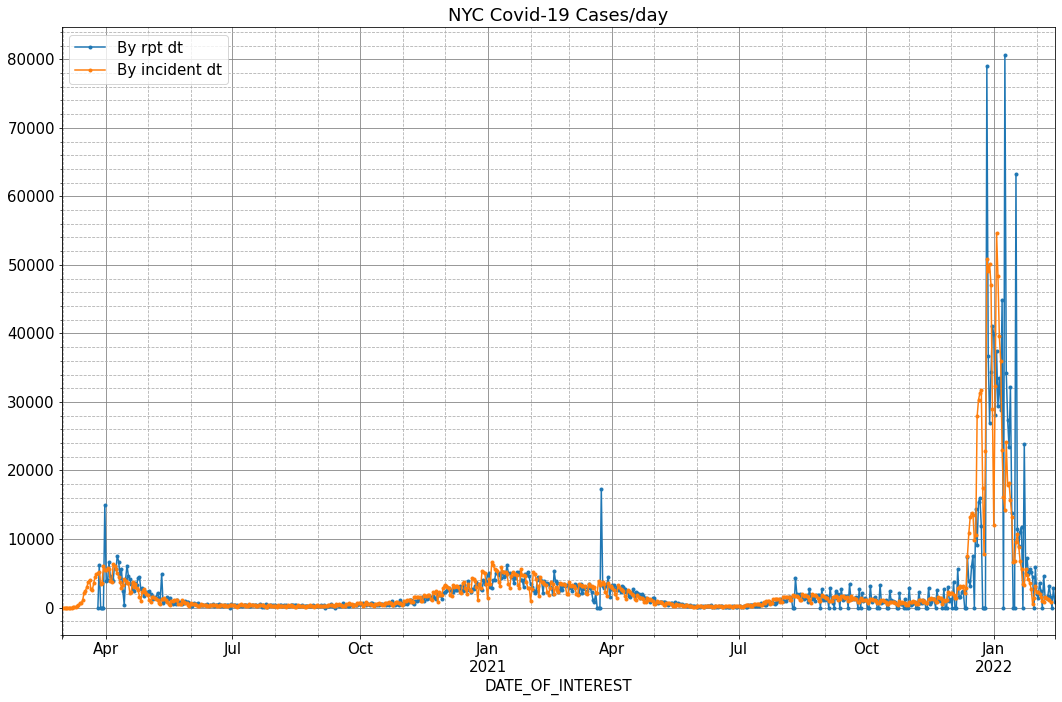 NYC Covid-19 Cases/day
By rpt dt
By incident dt
80000
70000
60000
50000
40000
30000
20000
10000
0
Apr Jul Oct Jan Apr Jul Oct Jan
2021 2022
DATE_OF_INTEREST